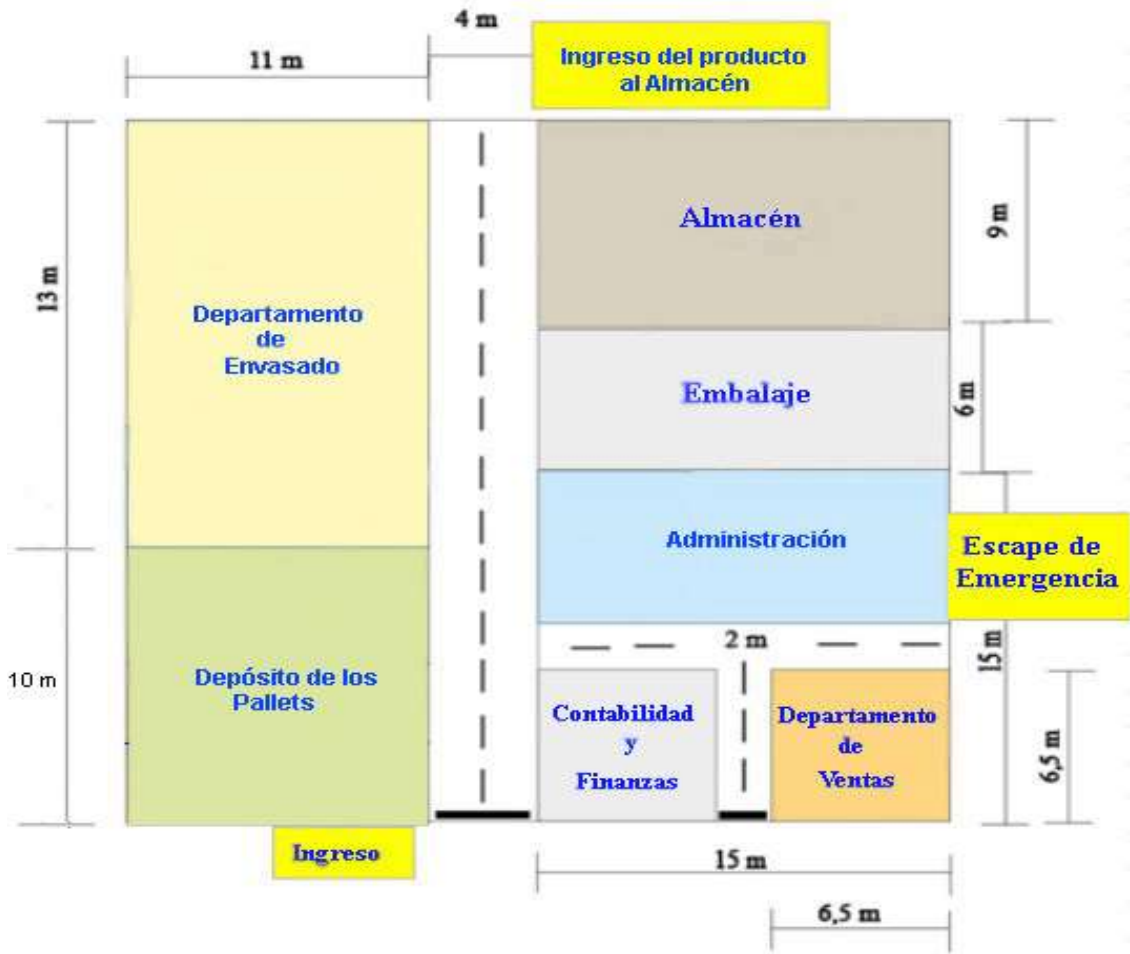 4 m
11 m
Ingreso del producto
al Almacén
Almacén
9 m
13 m
Departamento
de
Envasado
Embalaje
6 m
Administración
Escape de
Emergencia
2 m
15 m
10 m
Depósito de los
Pallets
Contabilidad
y
Finanzas
Departamento
de
Ventas
6,5 m
Ingreso
15 m
6,5 m